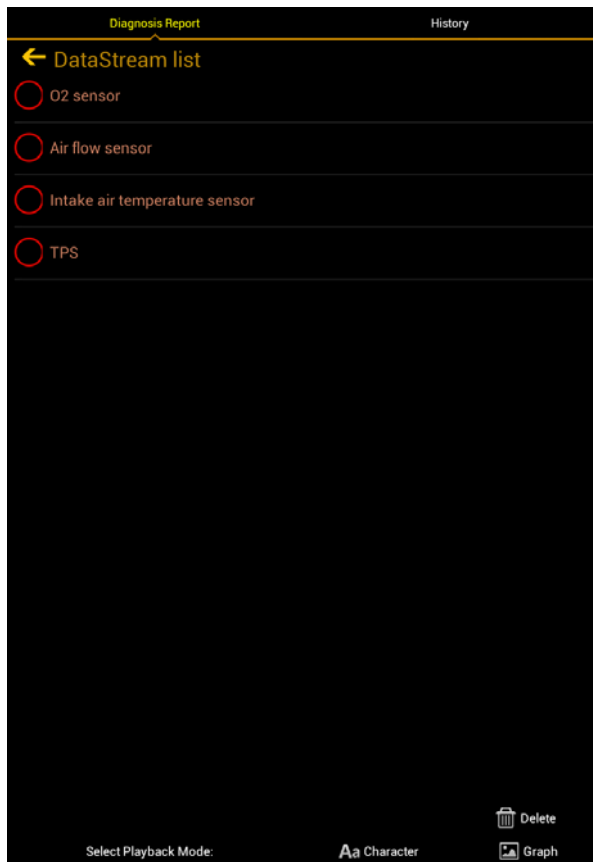 Diagnosis Report History
DataStream list
O2 sensor
Air flow sensor
Intake air temperature sensor
TPS
Delete
Select Playback Mode: Aa Character Graph